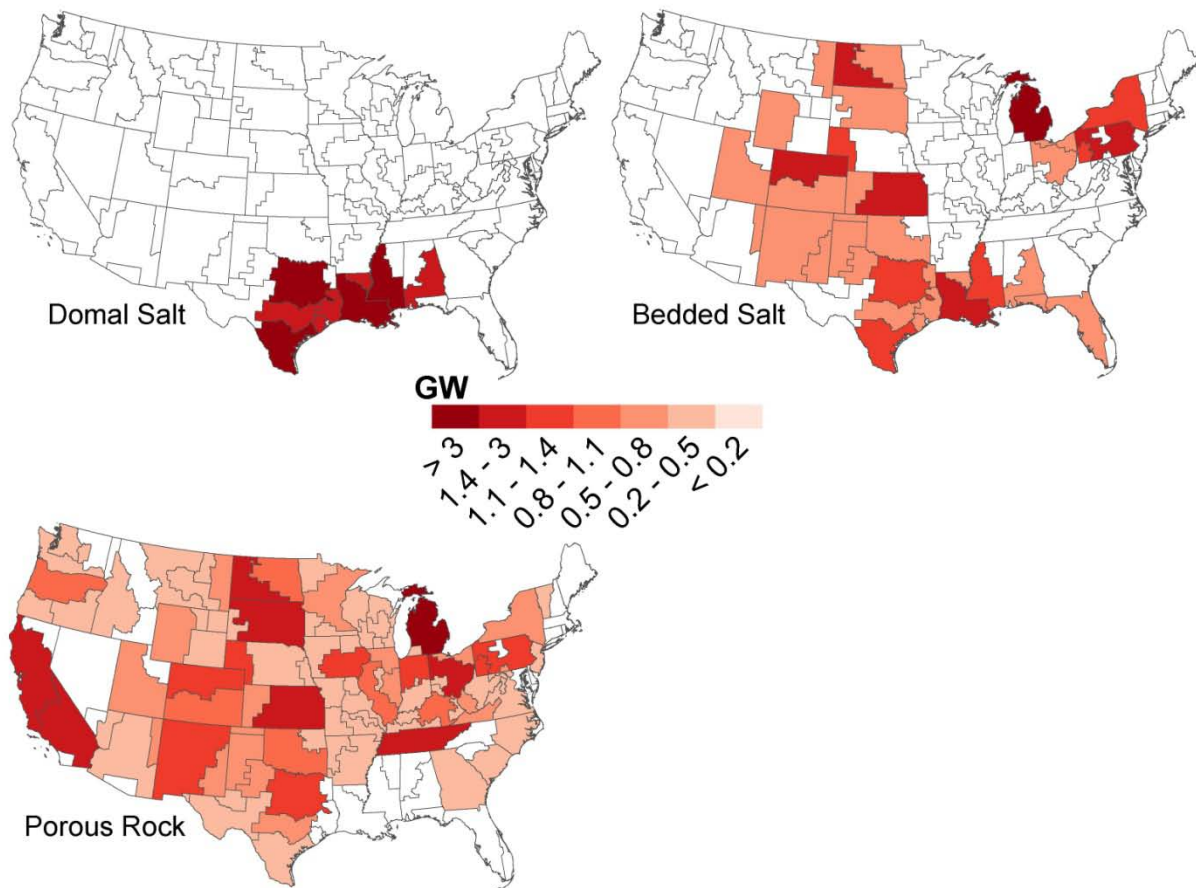 Domal Salt
Bedded Salt
GW
> 3
1.4 - 3
1.1 - 1.4
0.8 - 1.1
0.5 - 0.8
0.2 - 0.5
< 0.2
Porous Rock